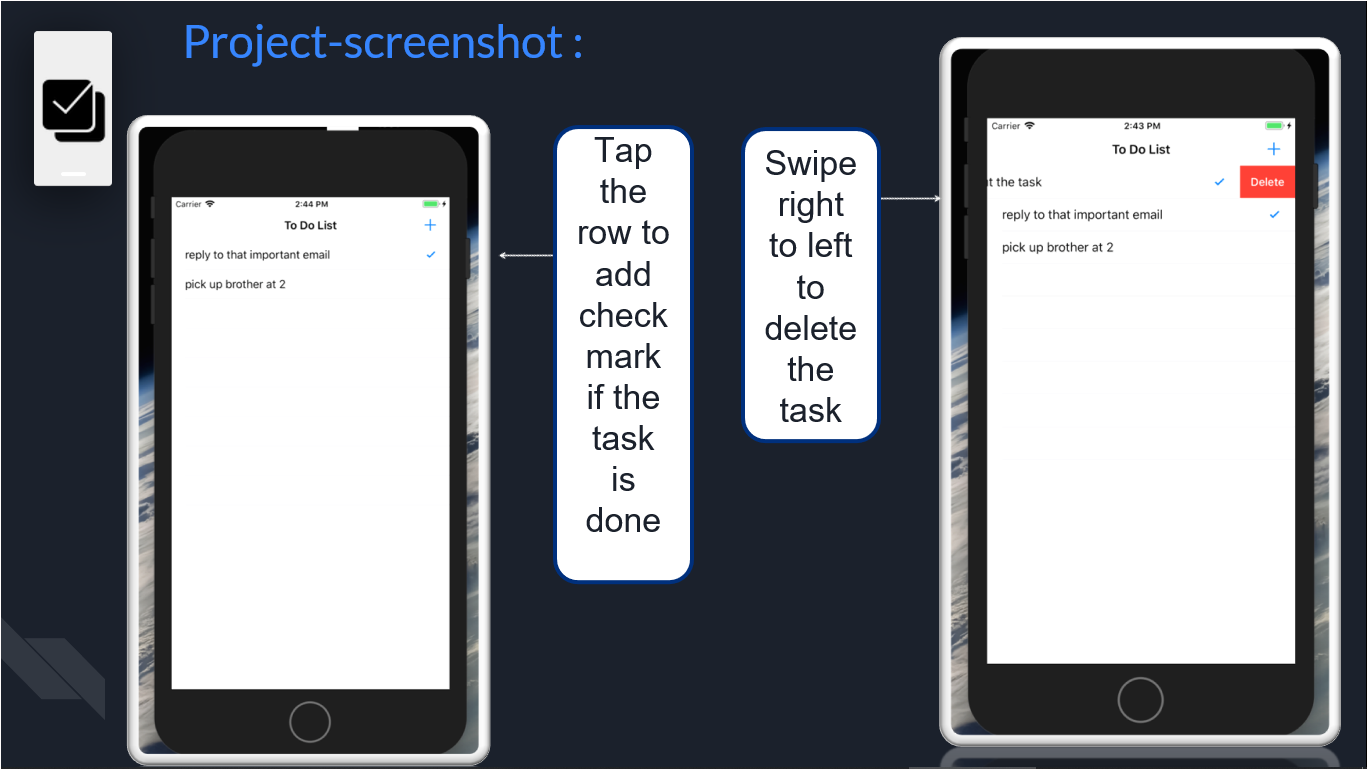 Project-screenshot :
Carrier 2:44 PM
To Do List
reply to that important email
pick up brother at 2
Tap
the
row to
add
check
mark
if the
task
is
done
Swipe
right
to left
to
delete
the
task
Carrier 2:43 PM
To Do List
the task
Delete
reply to that important email
pick up brother at 2